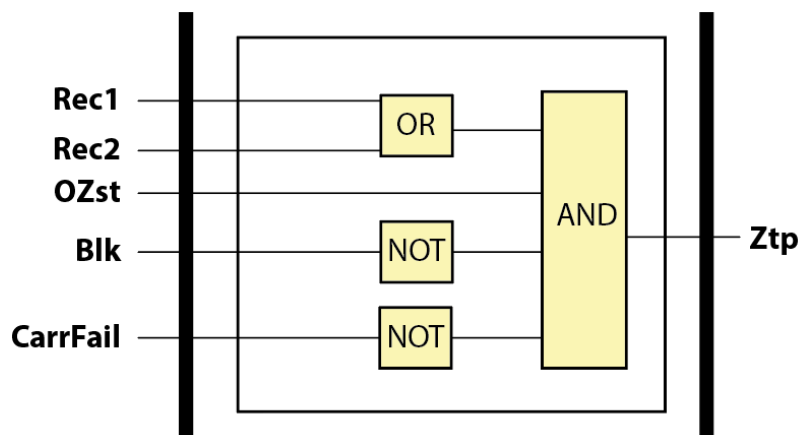 Rec1
OR
Rec2
OZst
AND
Blk
NOT
Ztp
CarrFail
NOT